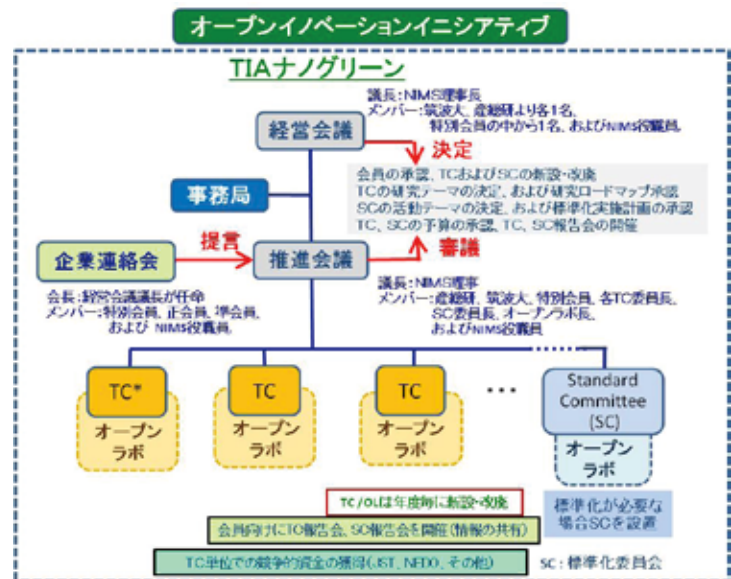 オープンイノベーションイニシアティブ
TIAナノグリーン
議長：NIMS理事長
メンバー：筑波大、産総研より各1名、
特別会員の中から1名、およびNIMS役職員
経営会議
決定
会員の承認、TCおよびSCの新設・改廃
TCの研究テーマの決定、および研究ロードマップ承認
SCの活動テーマの決定、および標準化実施計画の承認
TC、SCの予算の承認、TC、SC報告会の開催
事務局
提言
審議
企業連絡会
推進会議
会長：経営会議議長が任命
メンバー：特別会員、正会員、準会員、
および NIMS役職員
議長：NIMS理事
メンバー：産総研、筑波大、特別会員、各TC委員長、
SC委員長、オープンラボ長、
およびNIMS役職員
TC*
オープン
ラボ
TC
オープン
ラボ
TC
オープン
ラボ
…
Standard
Committee
(SC)
オープン
ラボ
TC/OLは年度毎に新設・改廃
会員向けにTC報告会、SC報告会を開催(情報の共有)
標準化が必要な
場合SCを設置
TC単位での競争的資金の獲得(JST、NEDO、その他)
SC：標準化委員会